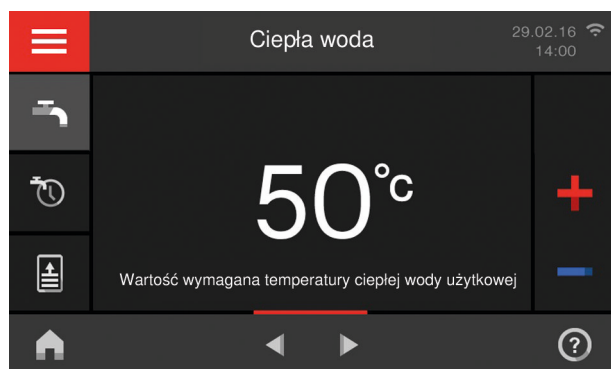 Ciepła woda
29.02.16
14:00
50°C
Wartość wymagana temperatury ciepłej wody użytkowej
?